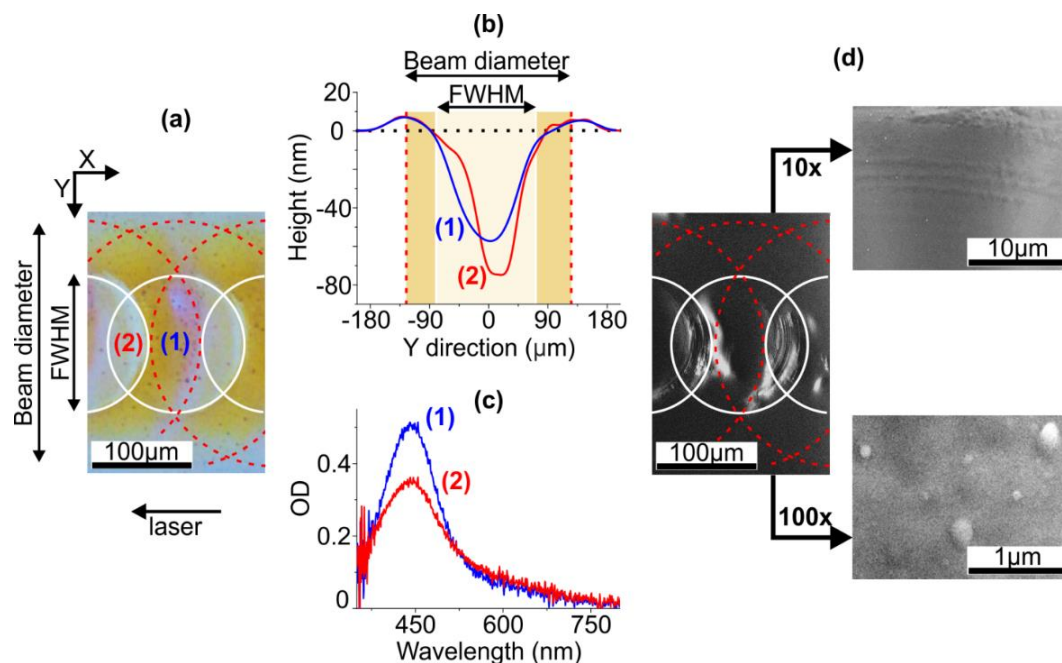 (a)
X
Y
Beam diameter
FWHM
(2)
(1)
100µm
laser
(b)
Beam diameter
FWHM
20
0
-40
-80
Height (nm)
(1)
(2)
-180
-90
0
90
180
Y direction (µm)
(c)
(1)
(2)
0.4
0.2
0
OD
450
600
750
Wavelength (nm)
(d)
10x
100µm
100x
10µm
1µm